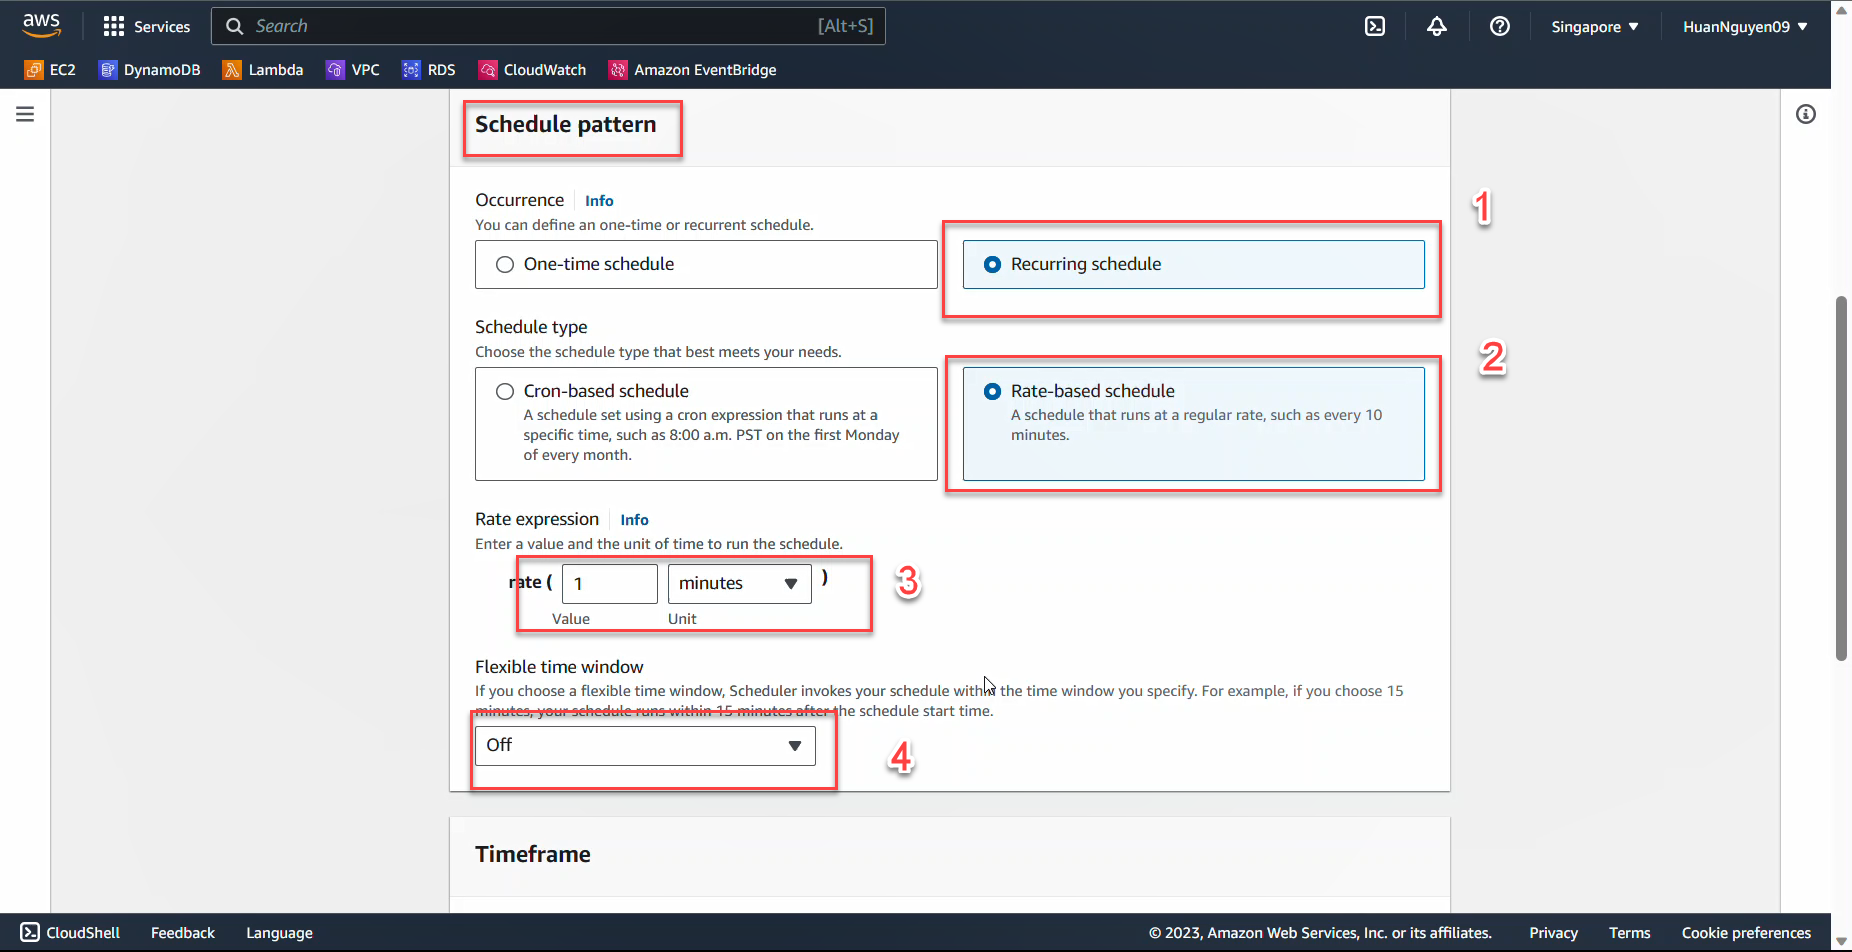 aws
Services
Search [Alt+S]
Singapore
HuanNguyen09
EC2 DynamoDB Lambda VPC RDS CloudWatch Amazon EventBridge
Schedule pattern
Occurrence Info
You can define an one-time or recurrent schedule.
1
One-time schedule
Recurring schedule
Schedule type
Choose the schedule type that best meets your needs.
2
Cron-based schedule
A schedule set using a cron expression that runs at a
specific time, such as 8:00 a.m. PST on the first Monday
of every month.
Rate-based schedule
A schedule that runs at a regular rate, such as every 10
minutes.
Rate expression Info
Enter a value and the unit of time to run the schedule.
rate ( 1 minutes )
Value Unit
3
Flexible time window
If you choose a flexible time window, Scheduler invokes your schedule within the time window you specify. For example, if you choose 15
minutes, your schedule runs within 15 minutes after the schedule start time.
Off
4
Timeframe
CloudShell Feedback Language
© 2023, Amazon Web Services, Inc. or its affiliates. Privacy Terms Cookie preferences